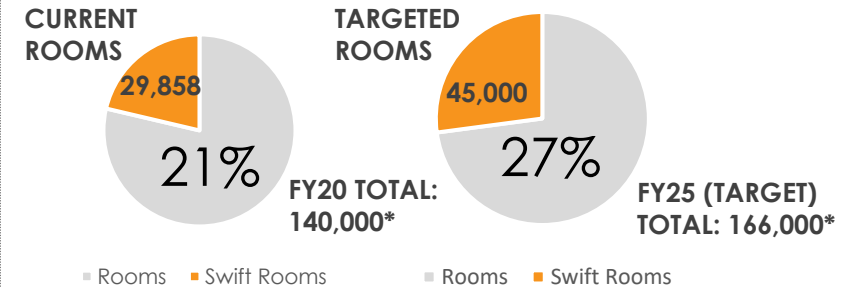 CURRENT
ROOMS
29,858
21%
FY20 TOTAL:
140,000*
Rooms Swift Rooms
TARGETED
ROOMS
45,000
27%
FY25 (TARGET)
TOTAL: 166,000*
Rooms Swift Rooms